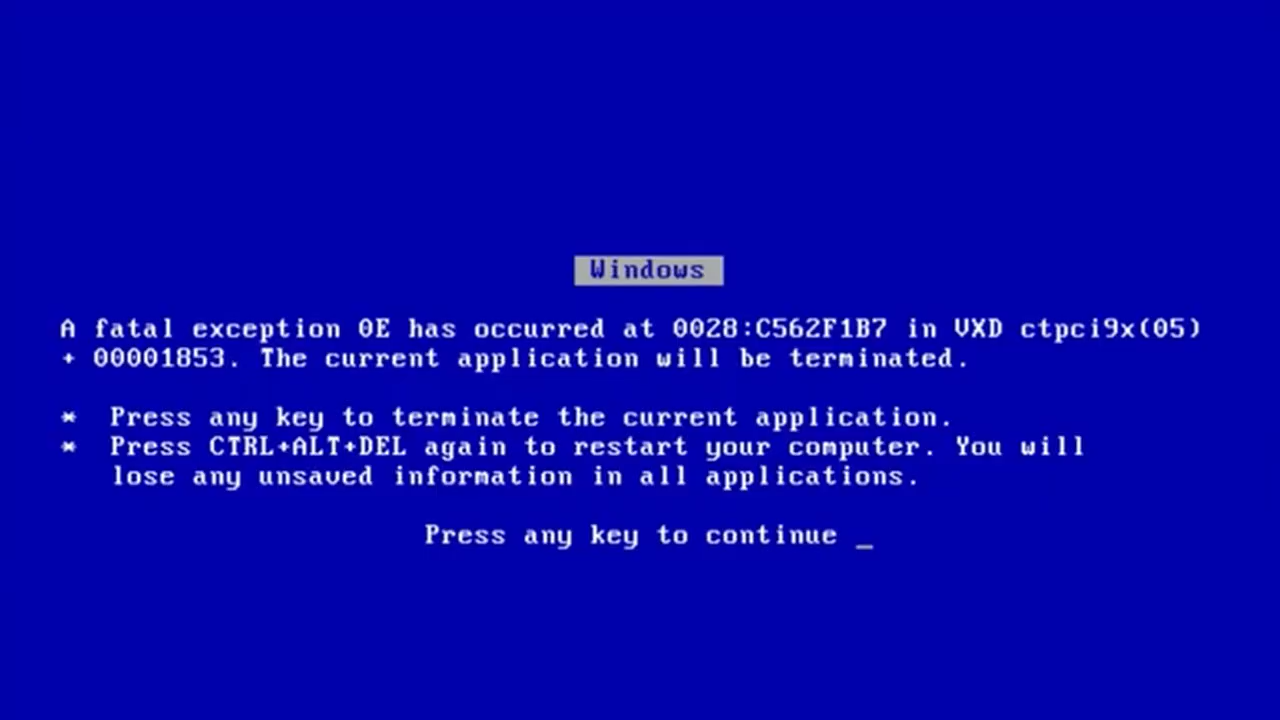 Windows
A fatal exception 0E has occurred at 0028:C562F1B7 in VXD ctpci9x(05)
+ 00001853. The current application will be terminated.
* Press any key to terminate the current application.
* Press CTRL+ALT+DEL again to restart your computer. You will
lose any unsaved information in all applications.
Press any key to continue _